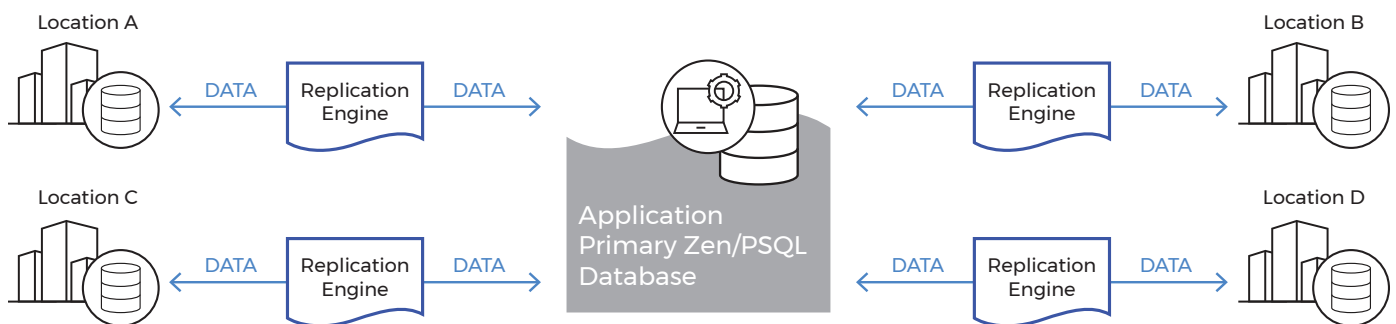 Location A
Location B
DATA
Replication
Engine
DATA
DATA
Replication
Engine
DATA
Location C
Location D
Application
Primary Zen/PSQL
Database
DATA
Replication
Engine
DATA
DATA
Replication
Engine
DATA